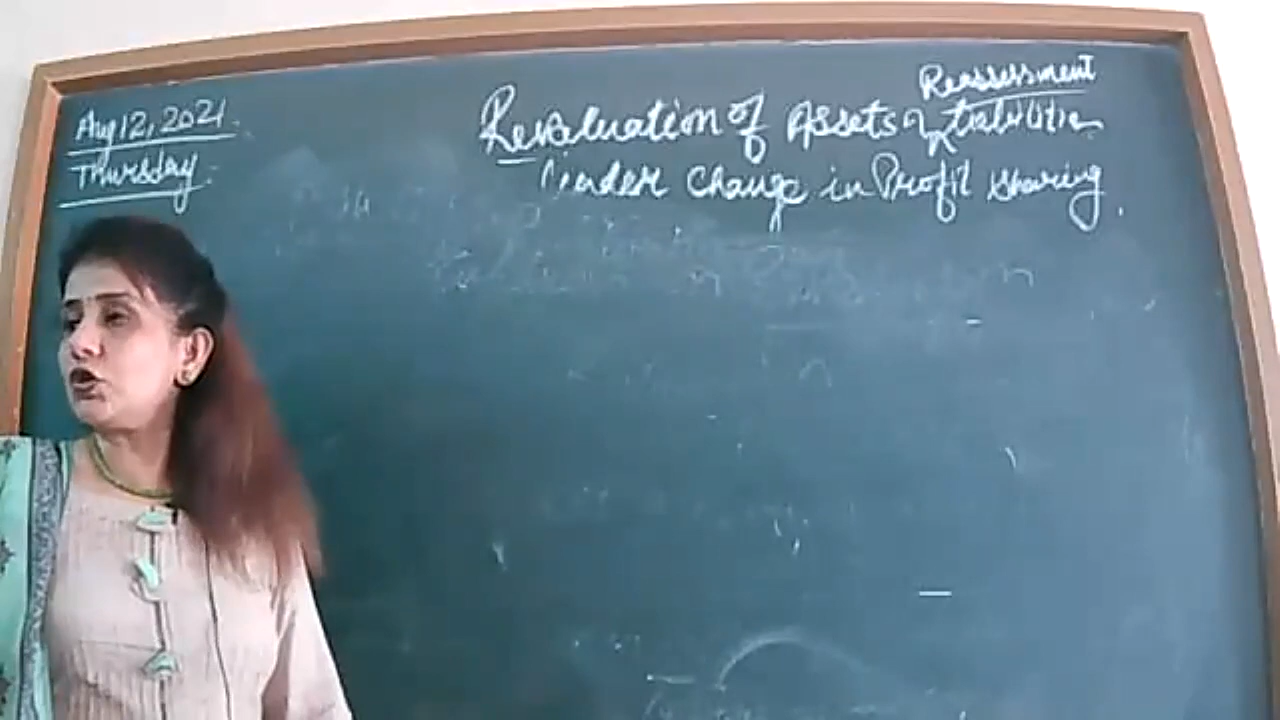 Aug 12, 2021.
Thursday.
Reassessment
Revaluation of Assets & Liabilities
Under Change in Profit sharing.